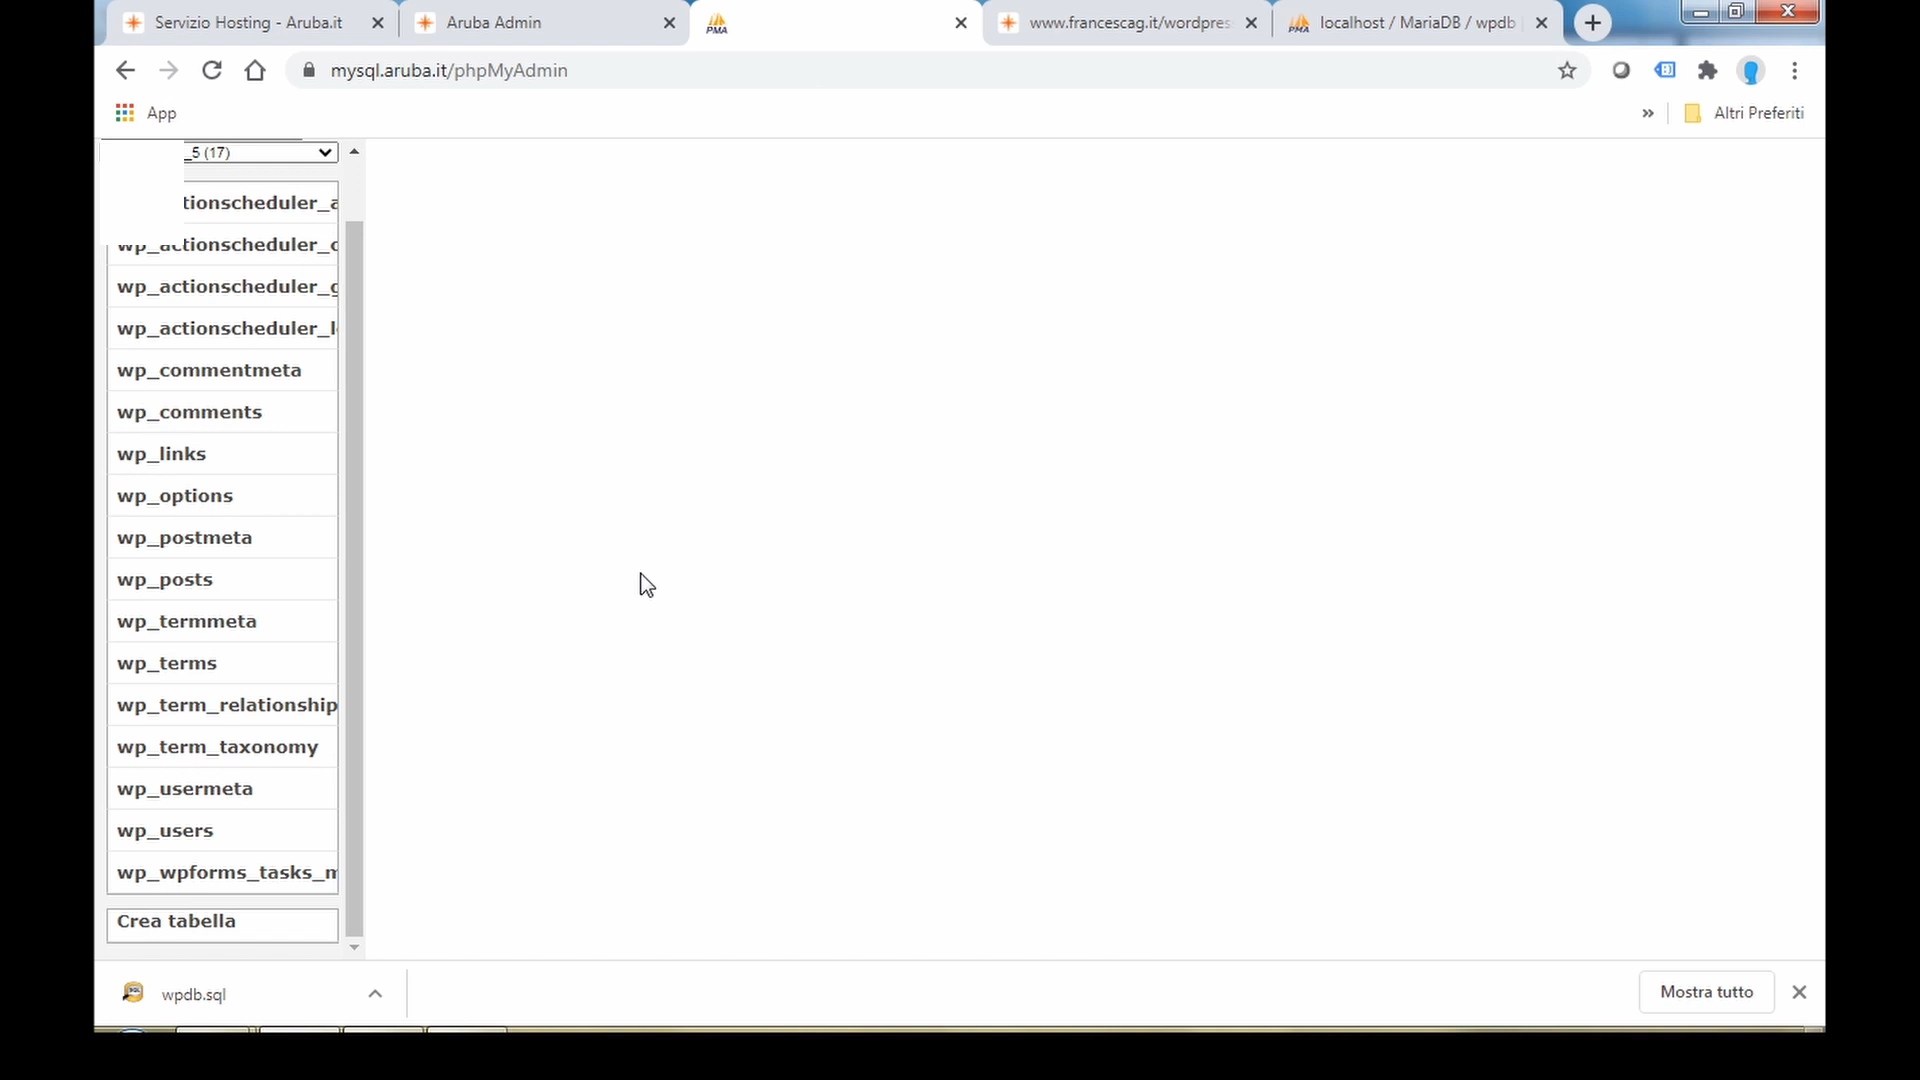 Servizio Hosting - Aruba.it
Aruba Admin
PMA
www.francescag.it/wordpres
PMA
localhost / MariaDB / wpdb
mysql.aruba.it/phpMyAdmin
App
»
Altri Preferiti
_5 (17)
tionscheduler_a
wp_actionscheduler_c
wp_actionscheduler_g
wp_actionscheduler_l
wp_commentmeta
wp_comments
wp_links
wp_options
wp_postmeta
wp_posts
wp_termmeta
wp_terms
wp_term_relationship
wp_term_taxonomy
wp_usermeta
wp_users
wp_wpforms_tasks_m
Crea tabella
wpdb.sql
Mostra tutto